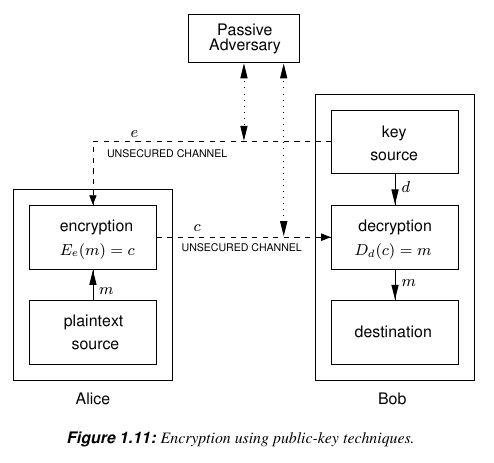 Passive
Adversary
e
UNSECURED CHANNEL
key
source
d
encryption
E_e(m) = c
c
UNSECURED CHANNEL
decryption
D_d(c) = m
m
plaintext
source
m
destination
Alice
Bob
Figure 1.11: Encryption using public-key techniques.